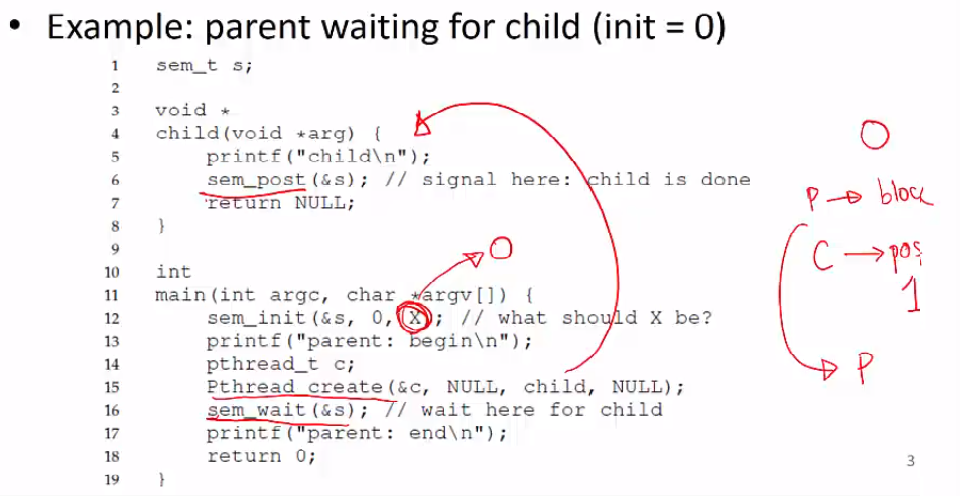 • Example: parent waiting for child (init = 0)
1 sem_t s;
2
3 void *
4 child(void *arg) {
5 printf("child\n");
6 sem_post(&s); // signal here: child is done
7 return NULL;
8 }
9
10 int
11 main(int argc, char *argv[]) {
12 sem_init(&s, 0, X); // what should X be?
13 printf("parent: begin\n");
14 pthread_t c;
15 Pthread_create(&c, NULL, child, NULL);
16 sem_wait(&s); // wait here for child
17 printf("parent: end\n");
18 return 0;
19 }
0
0
P → block
C → pos
1
P
3